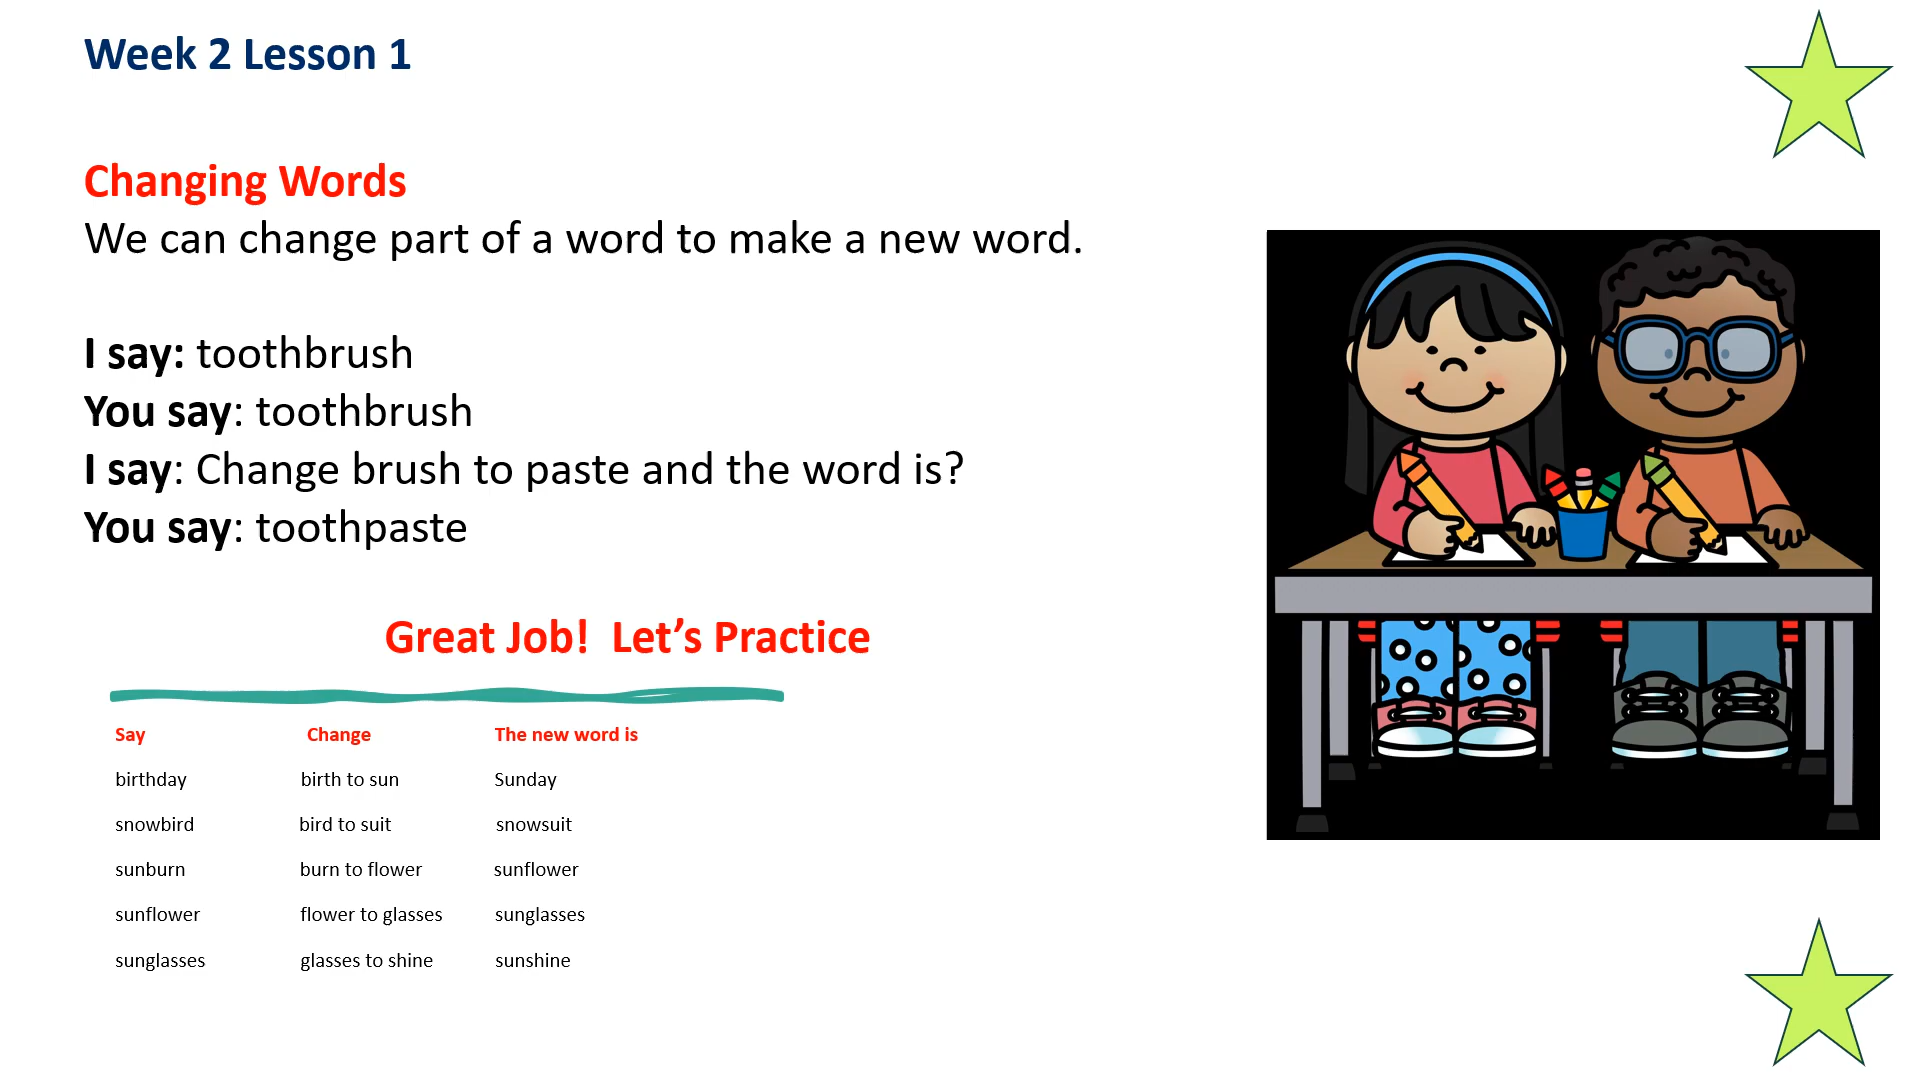 Week 2 Lesson 1
Changing Words
We can change part of a word to make a new word.
I say: toothbrush
You say: toothbrush
I say: Change brush to paste and the word is?
You say: toothpaste
Great Job!  Let’s Practice
Say Change The new word is
birthday birth to sun Sunday
snowbird bird to suit snowsuit
sunburn burn to flower sunflower
sunflower flower to glasses sunglasses
sunglasses glasses to shine sunshine